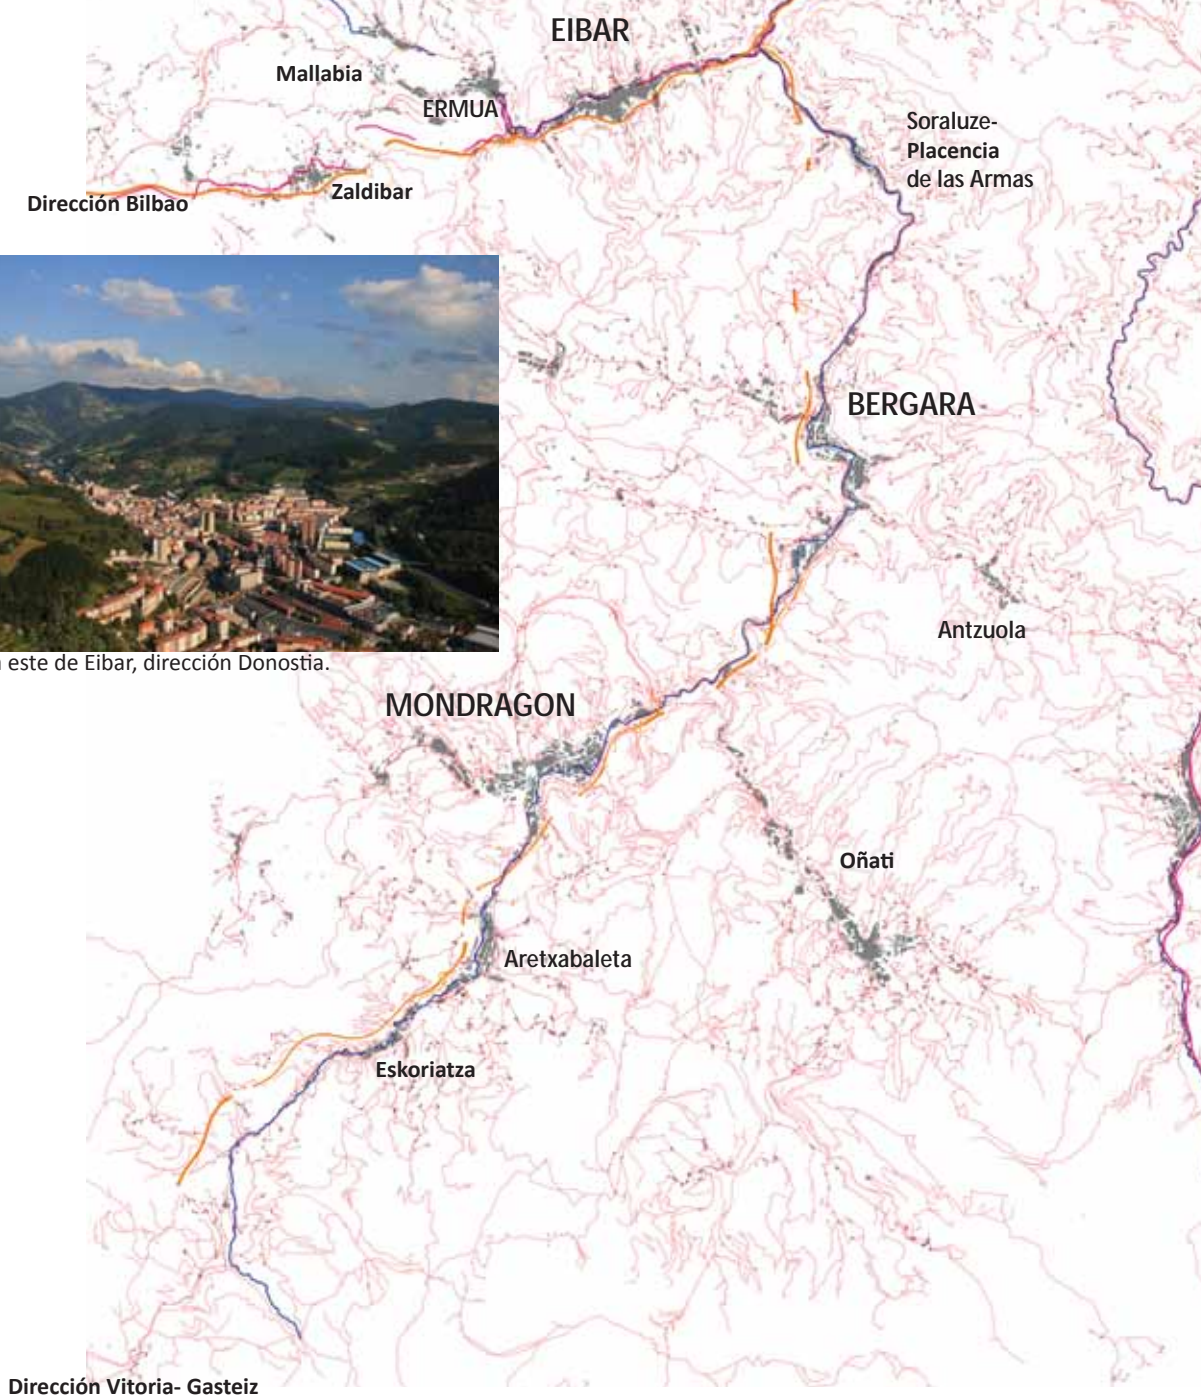 EIBAR
Mallabia
ERMUA
Soraluze-
Placencia
de las Armas
Zaldibar
Dirección Bilbao
BERGARA
Antzuola
este de Eibar, dirección Donostia.
MONDRAGON
Oñati
Aretxabaleta
Eskoriatza
Dirección Vitoria- Gasteiz